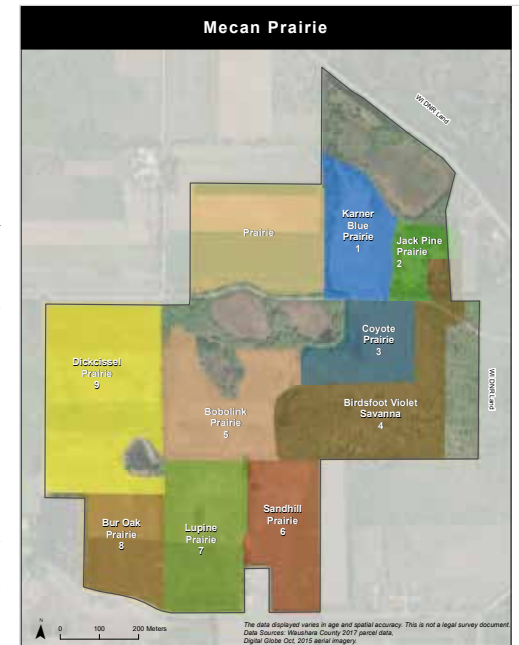 Mecan Prairie
WI DNR Land
Karner
Blue
Prairie
1
Prairie
Jack Pine
Prairie
2
Coyote
Prairie
3
Dickcissel
Prairie
9
WI DNR Land
Birdsfoot Violet
Savanna
4
Bobolink
Prairie
5
Sandhill
Prairie
6
Bur Oak
Prairie
8
Lupine
Prairie
7
N
0 100 200 Meters
The data displayed varies in age and spatial accuracy. This is not a legal survey document.
Data Sources: Waushara County 2017 parcel data,
Digital Globe Oct, 2015 aerial imagery.